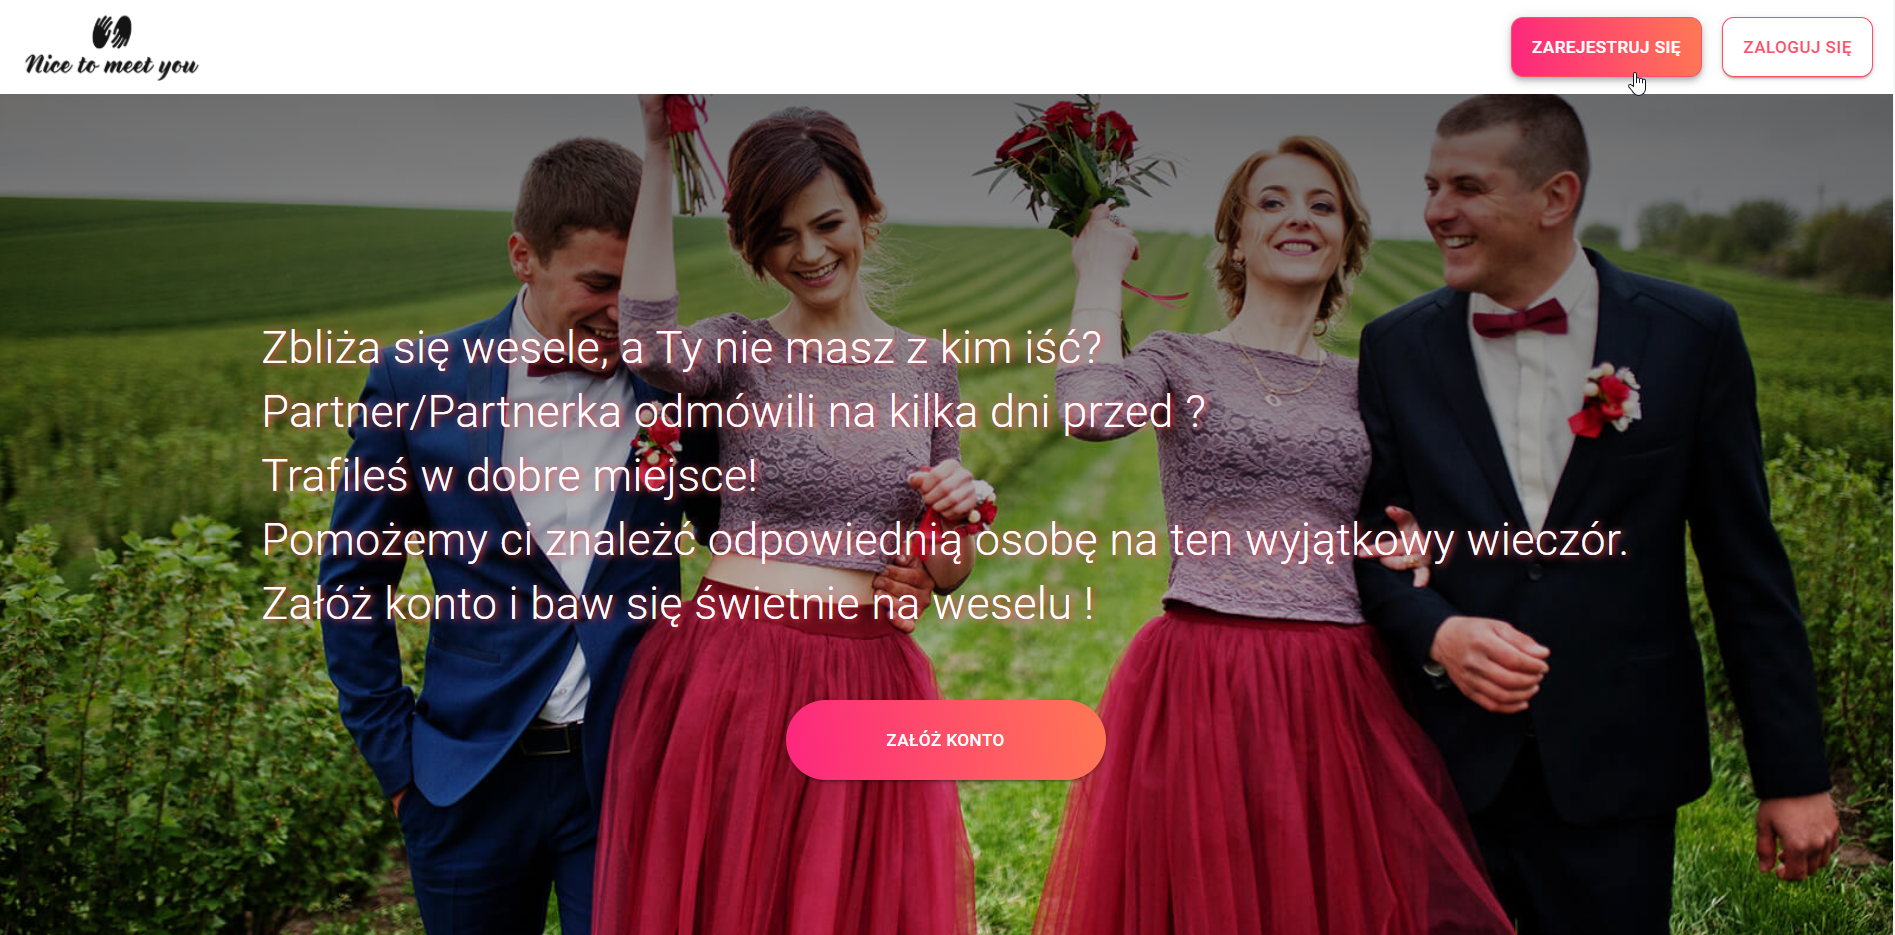 Nice to meet you
ZAREJESTRUJ SIĘ
ZALOGUJ SIĘ
Zbliża się wesele, a Ty nie masz z kim iść?
Partner/Partnerka odmówili na kilka dni przed ?
Trafileś w dobre miejsce!
Pomożemy ci znaleźć odpowiednią osobę na ten wyjątkowy wieczór.
Załóż konto i baw się świetnie na weselu !
ZAŁÓŻ KONTO